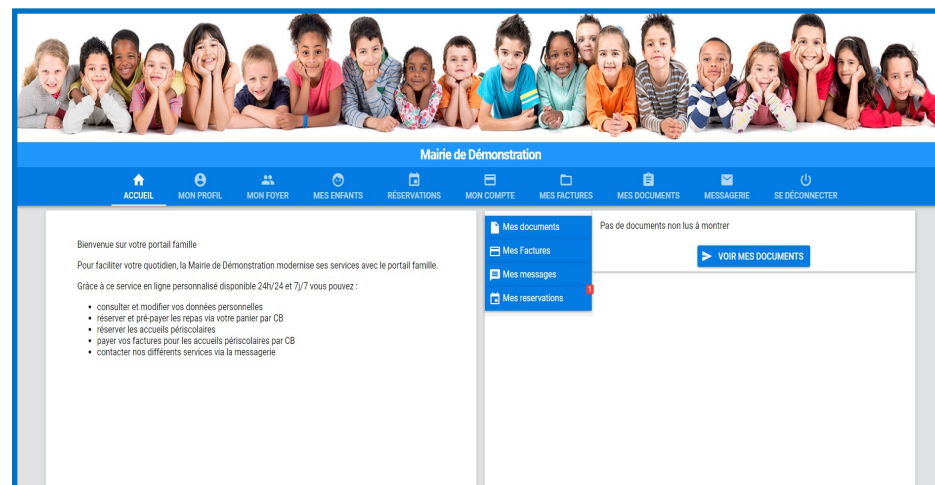 Mairie de Démonstration
ACCUEIL MON PROFIL MON FOYER MES ENFANTS RÉSERVATIONS MON COMPTE MES FACTURES MES DOCUMENTS MESSAGERIE SE DÉCONNECTER
Bienvenue sur votre portail famille
Pour faciliter votre quotidien, la Mairie de Démonstration modernise ses services avec le portail famille.
Grâce à ce service en ligne personnalisé disponible 24h/24 et 7j/7 vous pouvez :
• consulter et modifier vos données personnelles
• réserver et pré-payer les repas via votre panier par CB
• réserver les accueils périscolaires
• payer vos factures pour les accueils périscolaires par CB
• contacter nos différents services via la messagerie
Mes documents
Mes Factures
Mes messages
Mes reservations
1
Pas de documents non lus à montrer
VOIR MES DOCUMENTS